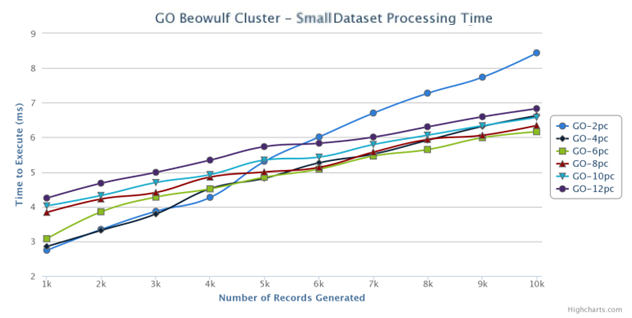 GO Beowulf Cluster - Small Dataset Processing Time
Time to Execute (ms)
9
8
7
6
5
4
3
2
1k 2k 3k 4k 5k 6k 7k 8k 9k 10k
Number of Records Generated
GO-2pc
GO-4pc
GO-6pc
GO-8pc
GO-10pc
GO-12pc
Highcharts.com